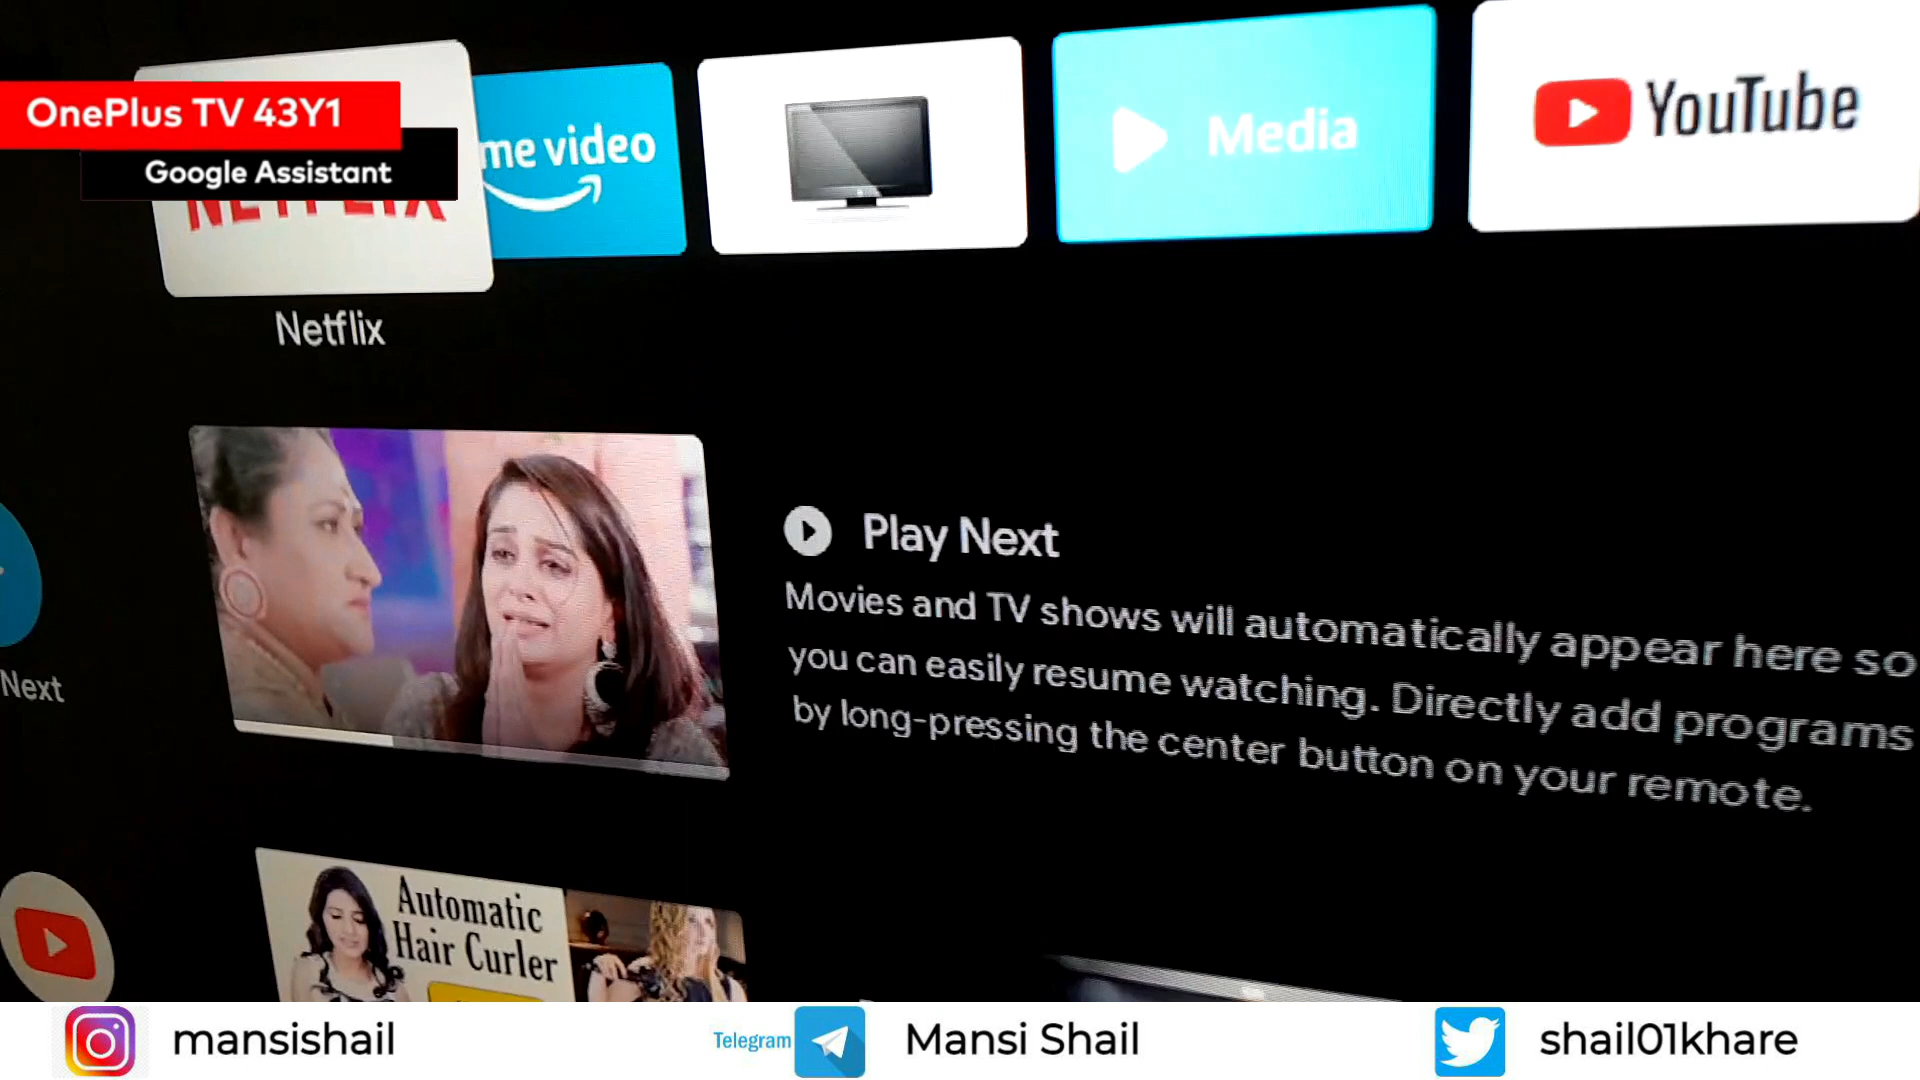 OnePlus TV 43Y1
Google Assistant
NETFLIX
me video
Media
YouTube
Netflix
Play Next
Movies and TV shows will automatically appear here so
you can easily resume watching. Directly add programs
by long-pressing the center button on your remote.
Next
Automatic
Hair Curler
mansishail
Telegram
Mansi Shail
shail01khare